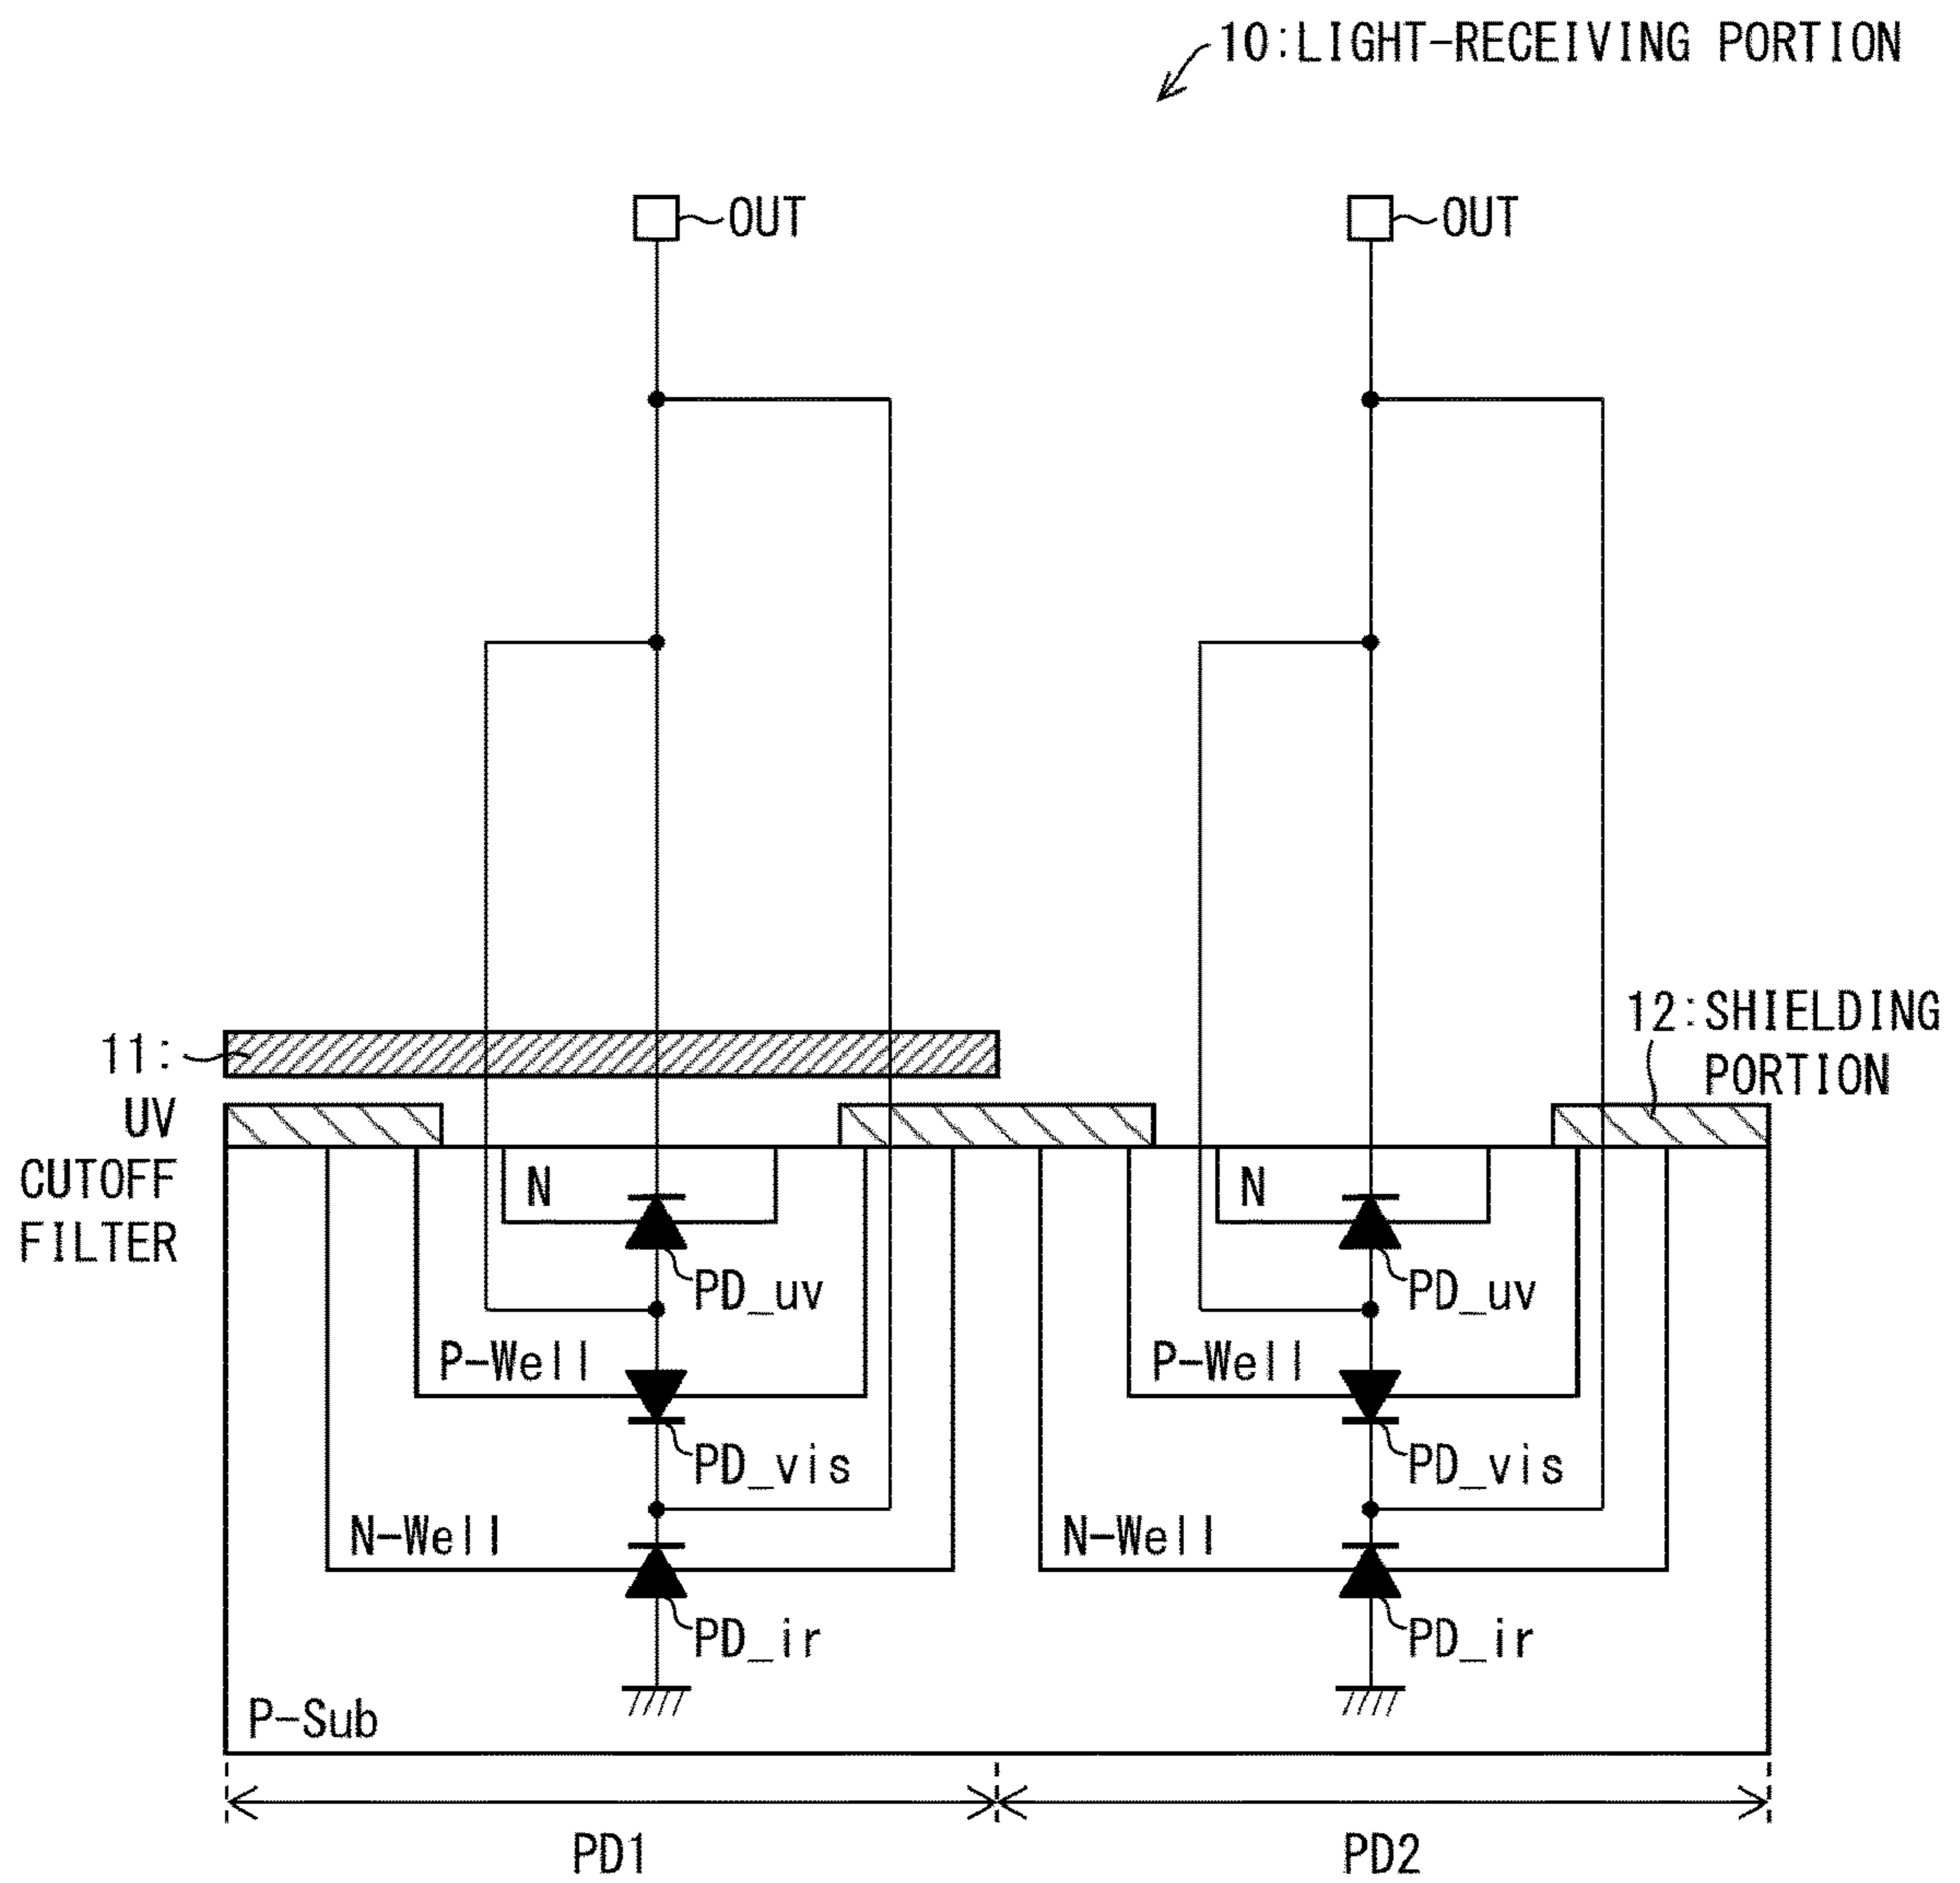 10:LIGHT-RECEIVING PORTION
OUT
OUT
12:SHIELDING
PORTION
11:
UV
CUTOFF
FILTER
N
N
PD_uv
PD_uv
P-Well
P-Well
PD_vis
PD_vis
N-Well
N-Well
PD_ir
PD_ir
P-Sub
PD1
PD2